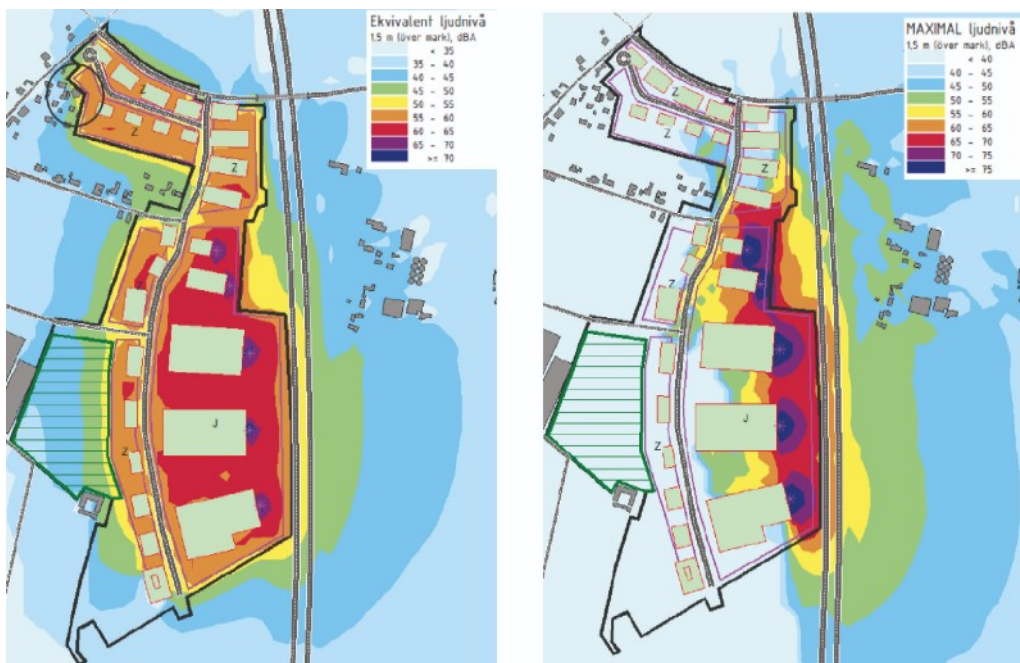 Ekvivalent ljudnivå
1,5 m (över mark), dBA
< 35
35 - 40
40 - 45
45 - 50
50 - 55
55 - 60
60 - 65
65 - 70
>= 70
Z
Z
Z
J
Z
MAXIMAL ljudnivå
1,5 m (över mark), dBA
< 40
40 - 45
45 - 50
50 - 55
55 - 60
60 - 65
65 - 70
70 - 75
>= 75
Z
Z
Z
Z
J
Z